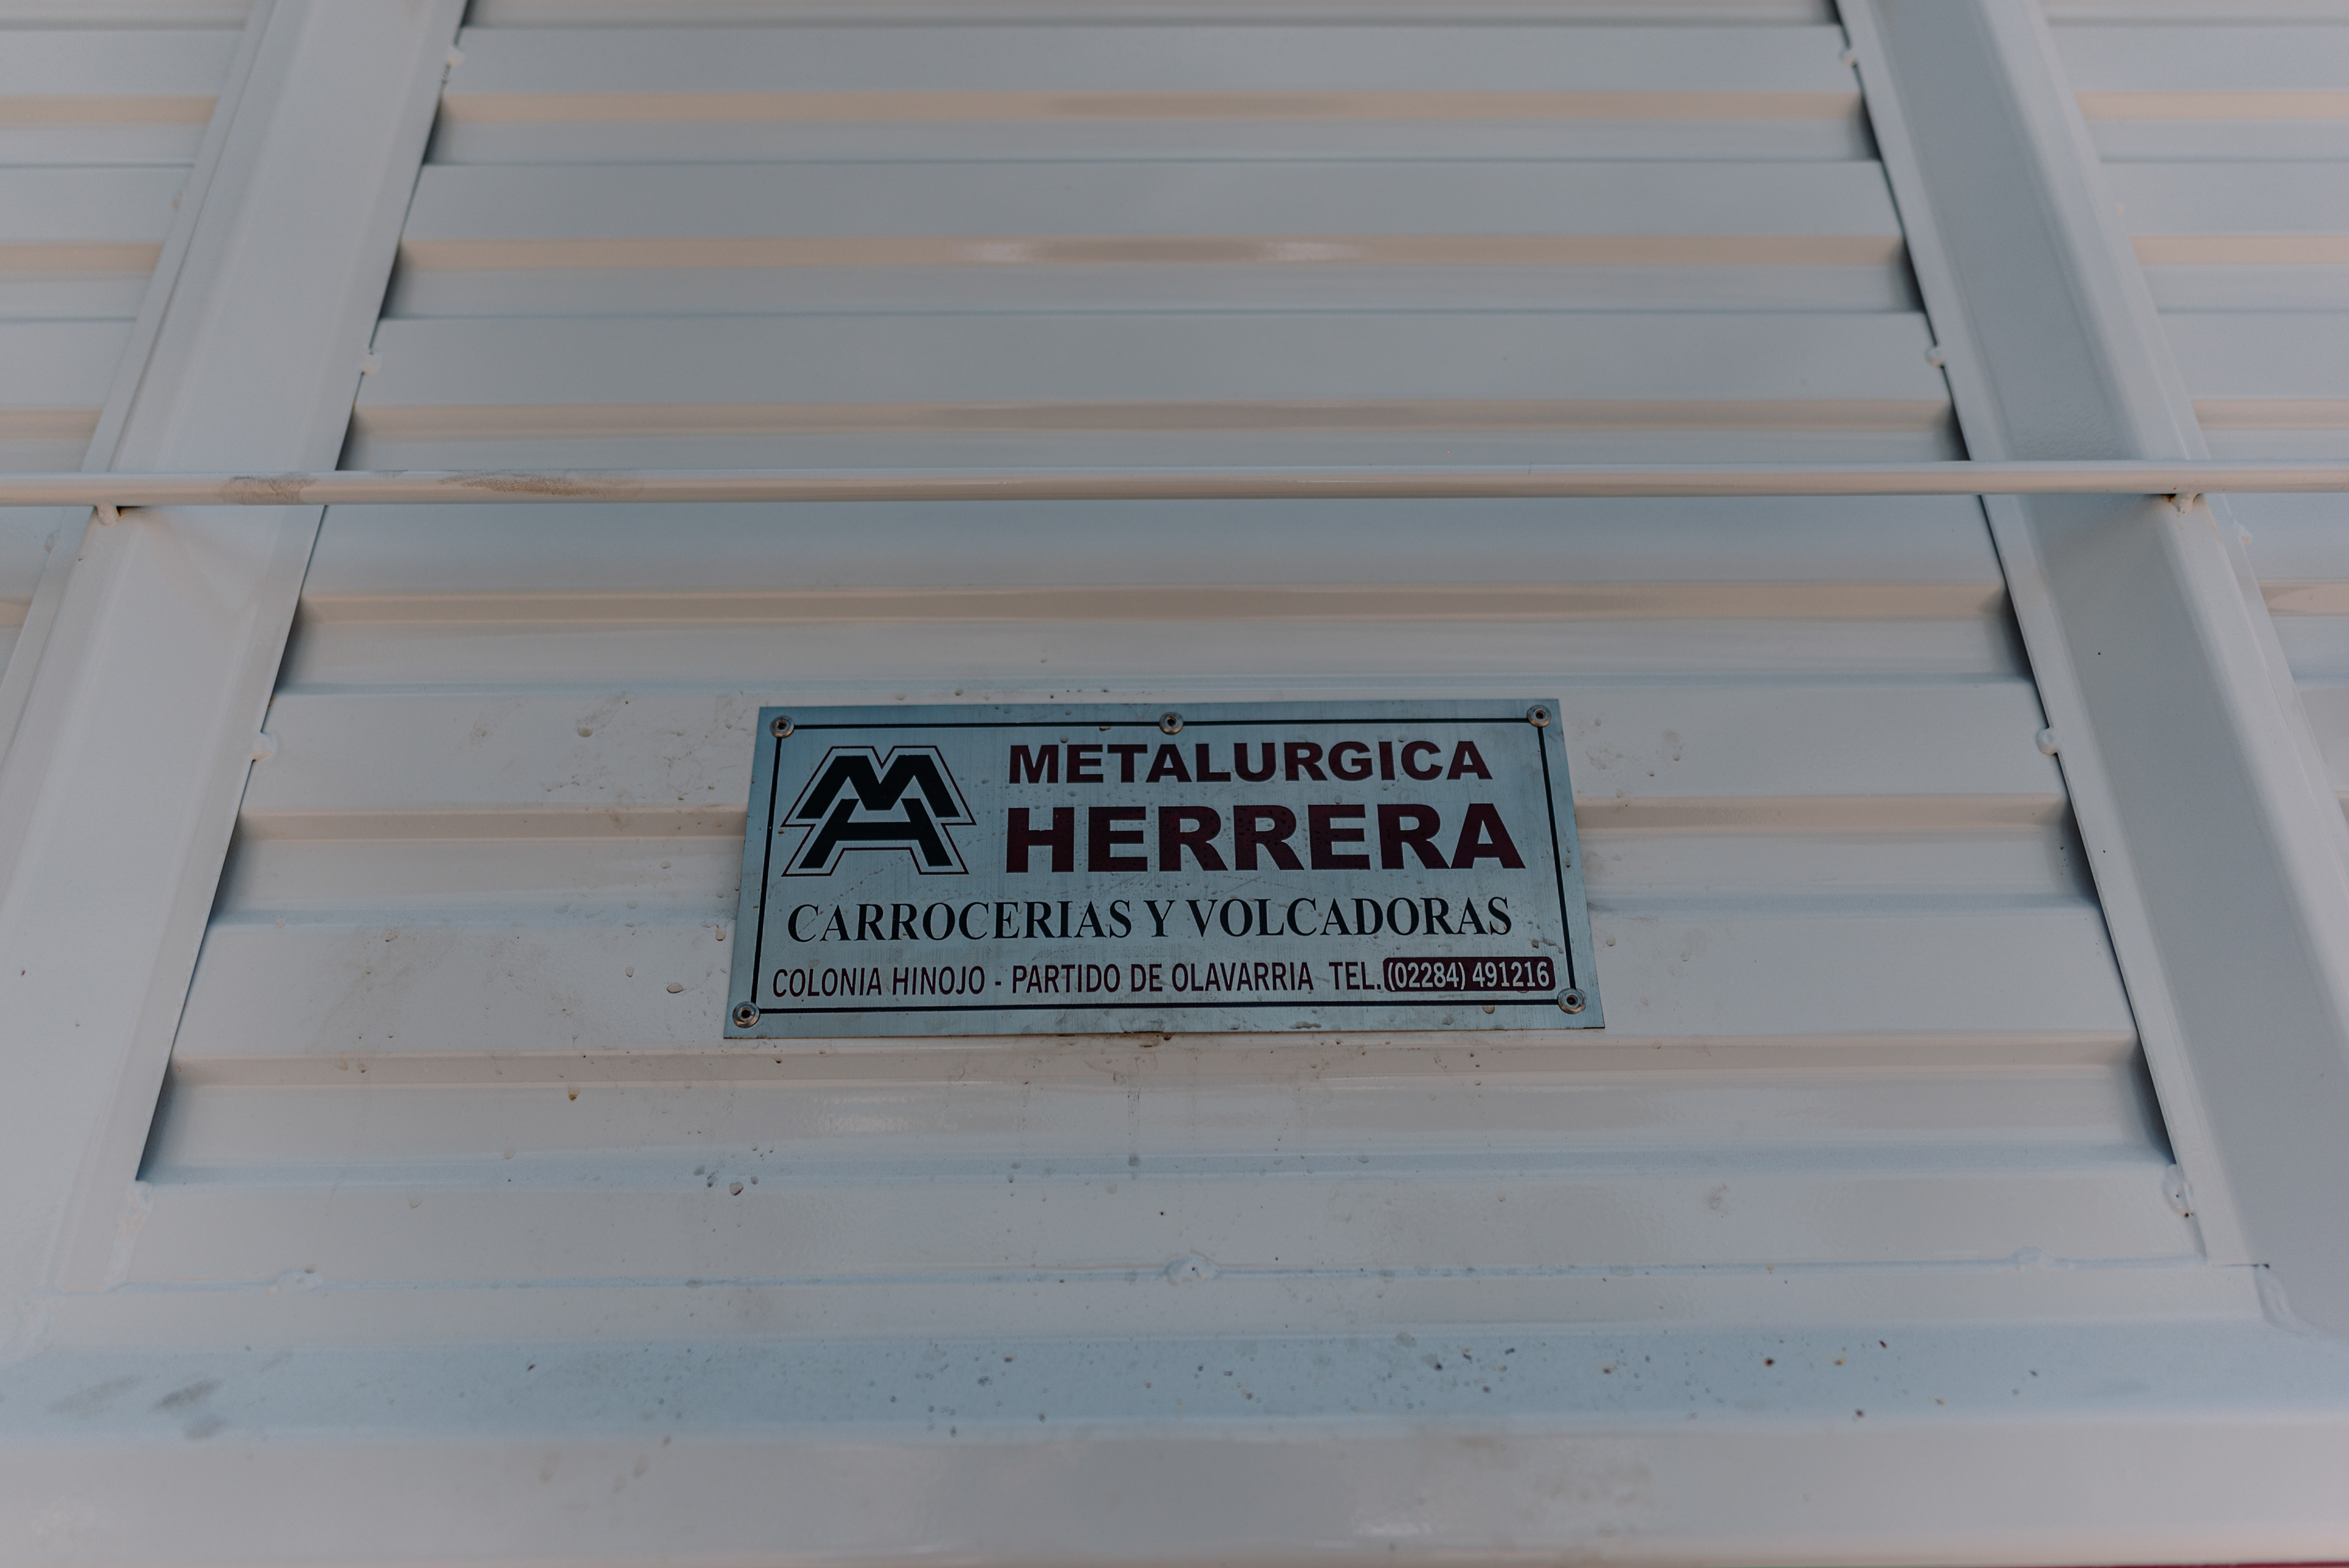 MH
METALURGICA
HERRERA
CARROCERIAS Y VOLCADORAS
COLONIA HINOJO - PARTIDO DE OLAVARRIA TEL. (02284) 491216